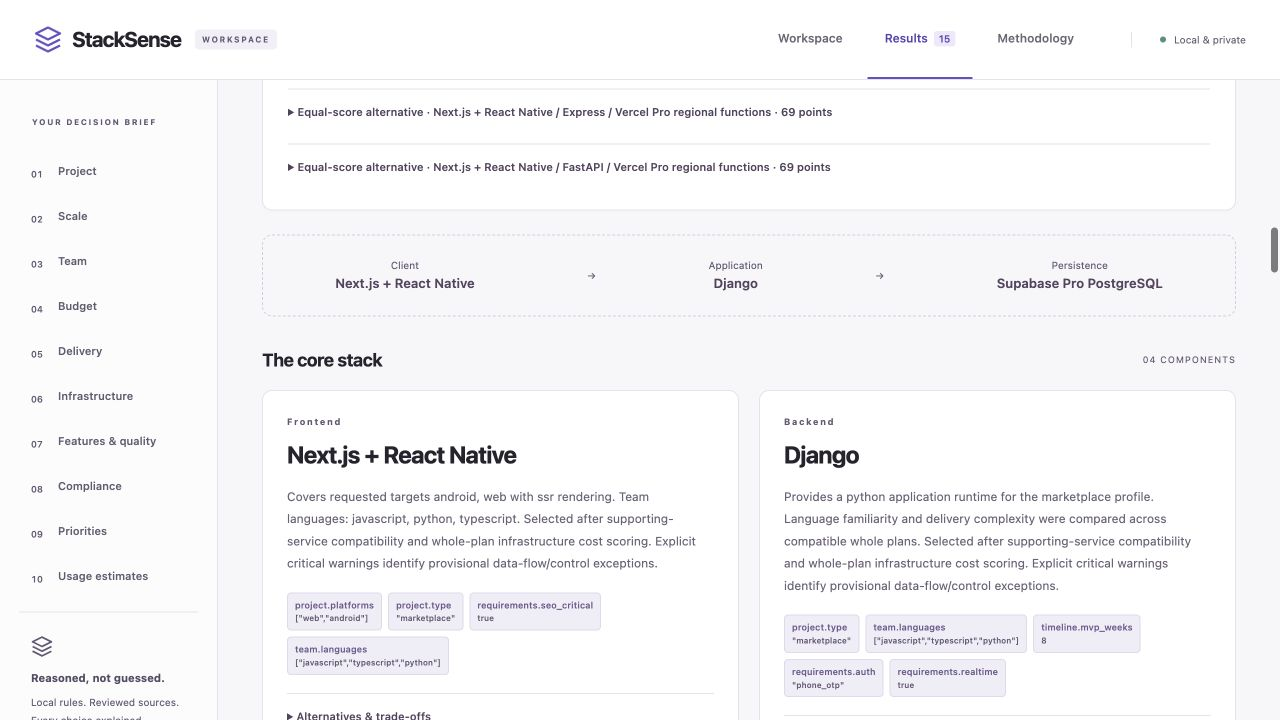 StackSense
WORKSPACE
Workspace
Results 15
Methodology
Local & private
YOUR DECISION BRIEF
01 Project
02 Scale
03 Team
04 Budget
05 Delivery
06 Infrastructure
07 Features & quality
08 Compliance
09 Priorities
10 Usage estimates
Reasoned, not guessed.
Local rules. Reviewed sources.
Every choice explained.
Equal-score alternative · Next.js + React Native / Express / Vercel Pro regional functions · 69 points
Equal-score alternative · Next.js + React Native / FastAPI / Vercel Pro regional functions · 69 points
Client
Next.js + React Native
→
Application
Django
→
Persistence
Supabase Pro PostgreSQL
The core stack
04 COMPONENTS
Frontend
Next.js + React Native
Covers requested targets android, web with ssr rendering. Team
languages: javascript, python, typescript. Selected after supporting-
service compatibility and whole-plan infrastructure cost scoring. Explicit
critical warnings identify provisional data-flow/control exceptions.
project.platforms
["web","android"]
project.type
"marketplace"
requirements.seo_critical
true
team.languages
["javascript","typescript","python"]
Alternatives & trade-offs
Backend
Django
Provides a python application runtime for the marketplace profile.
Language familiarity and delivery complexity were compared across
compatible whole plans. Selected after supporting-service compatibility
and whole-plan infrastructure cost scoring. Explicit critical warnings
identify provisional data-flow/control exceptions.
project.type
"marketplace"
team.languages
["javascript","typescript","python"]
timeline.mvp_weeks
8
requirements.auth
"phone_otp"
requirements.realtime
true